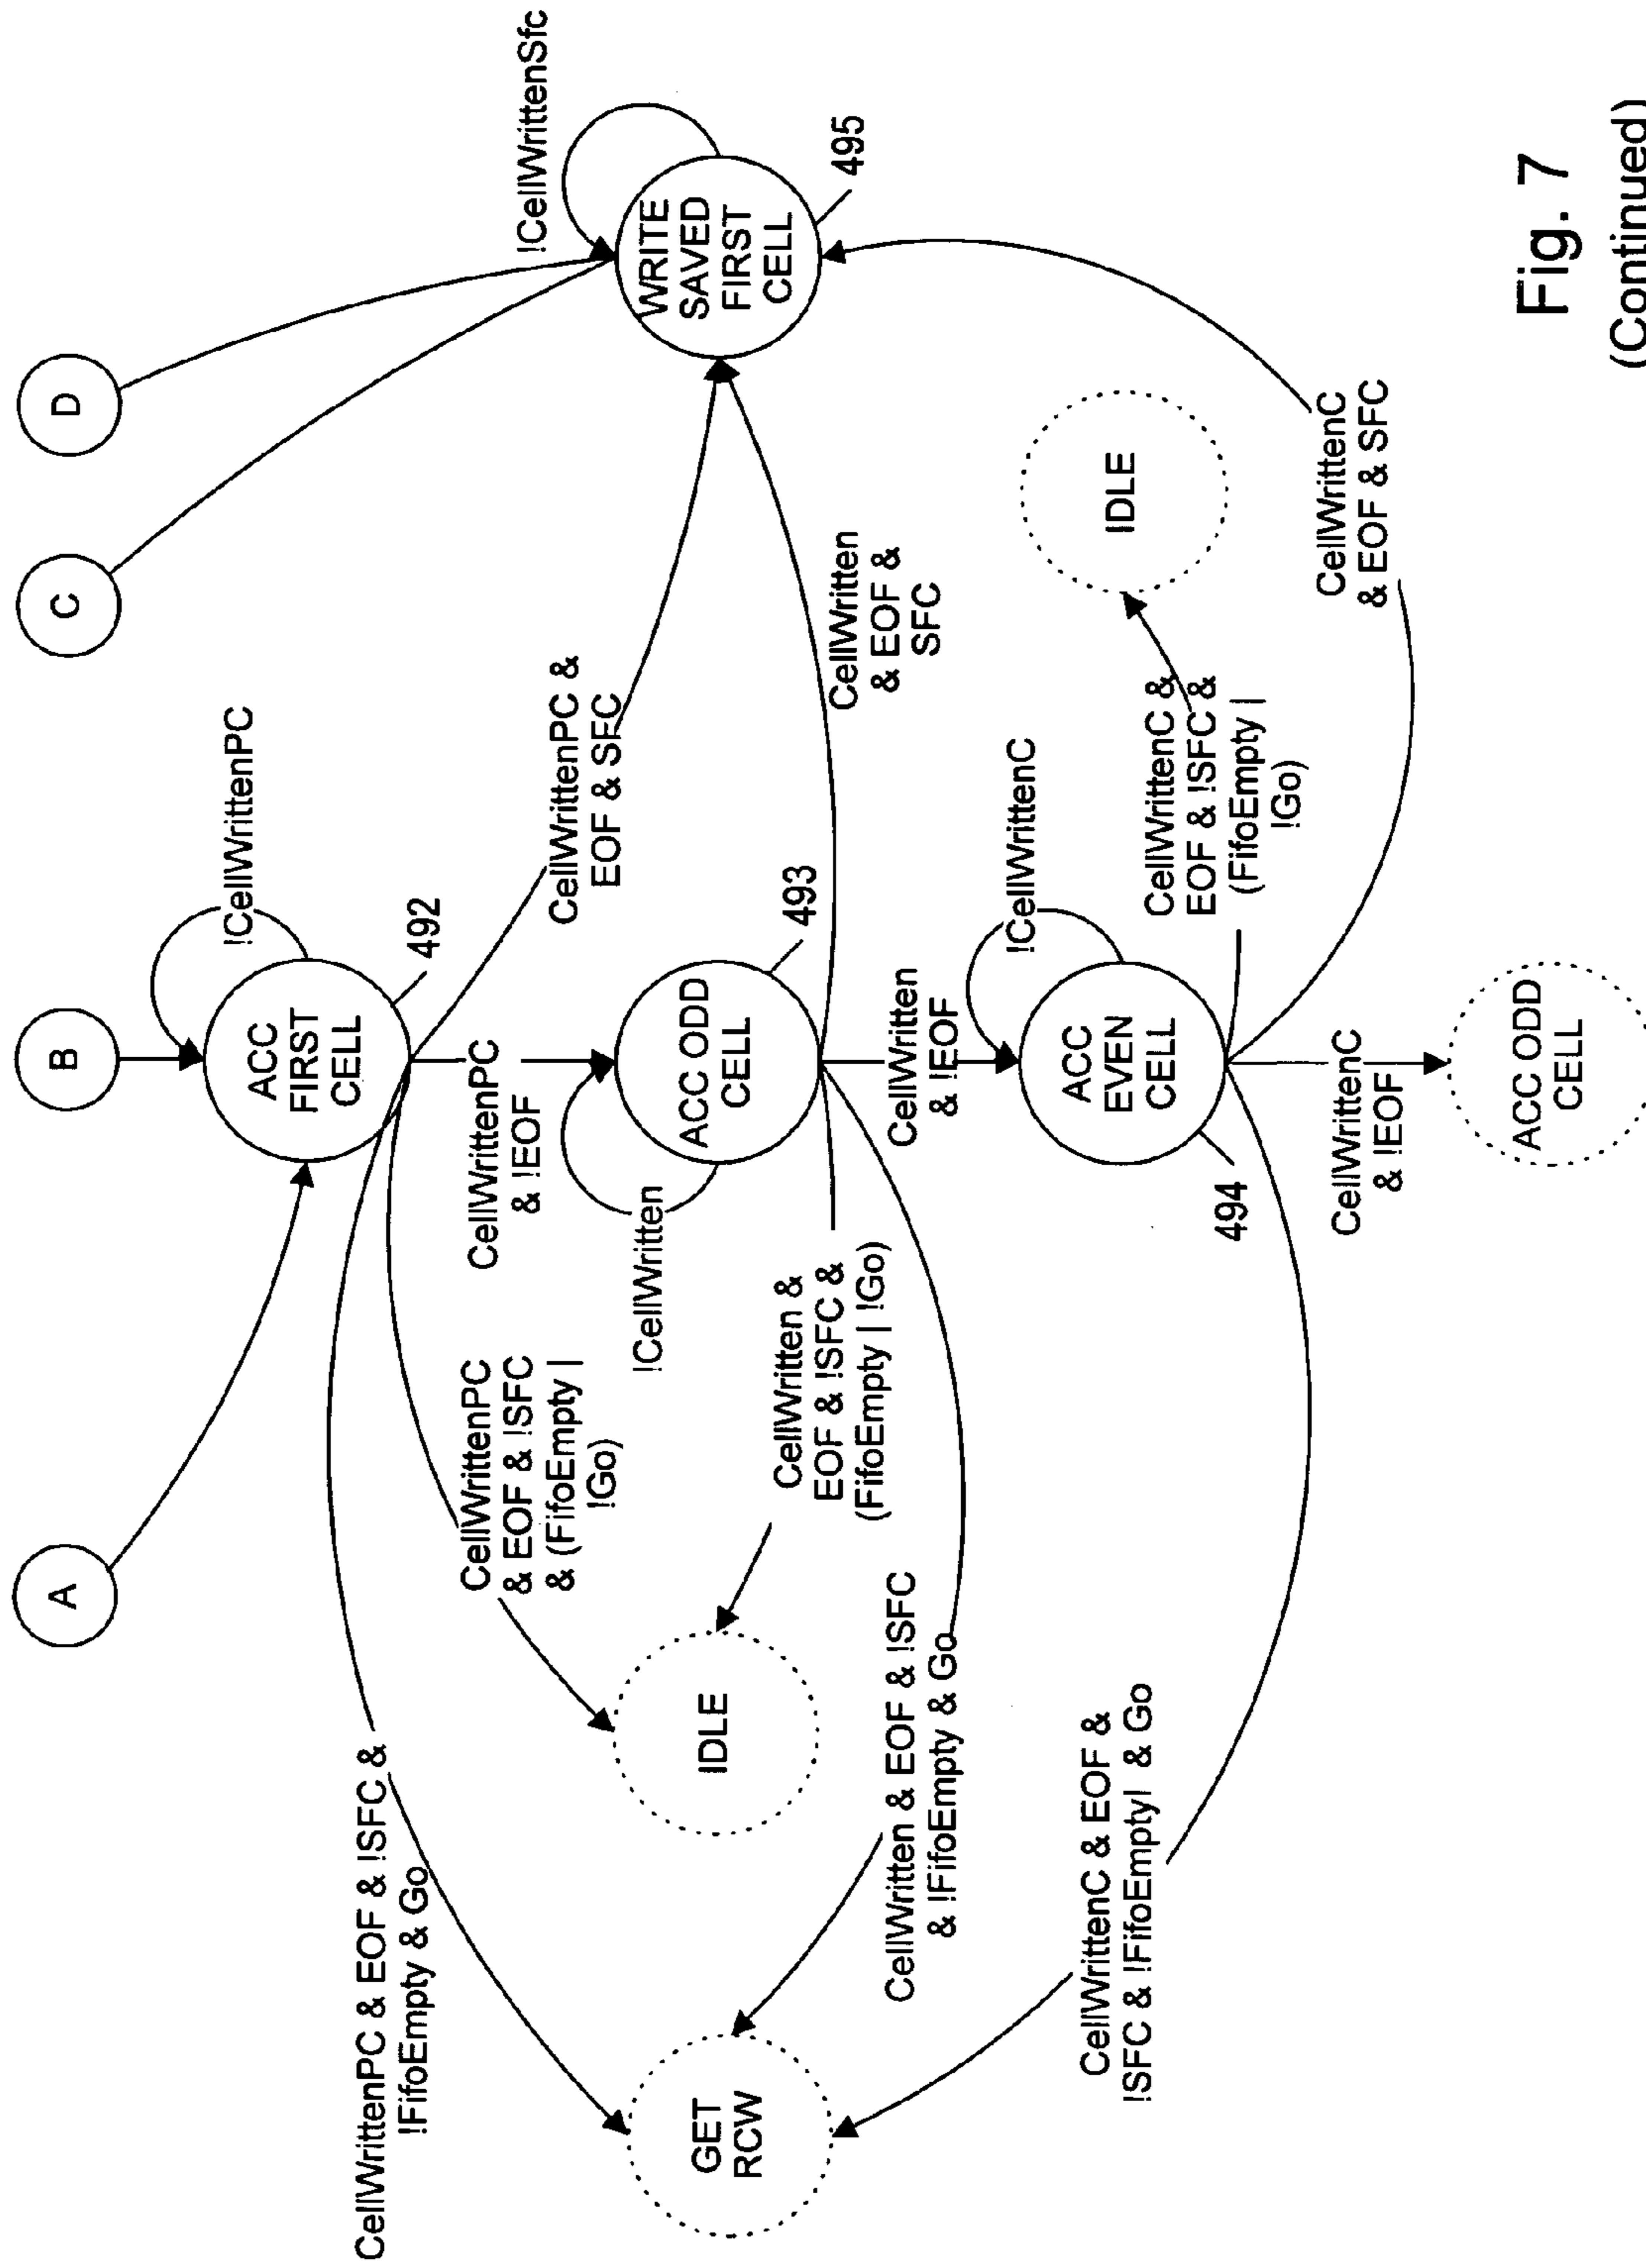 A
B
C
D
!CellWrittenPC
ACC
FIRST
CELL
492
!CellWrittenSfc
WRITE
SAVED
FIRST
CELL
495
CellWrittenPC & EOF & !SFC &
!FifoEmpty & Go
CellWrittenPC
& EOF & !SFC
& (FifoEmpty |
!Go)
CellWrittenPC
& !EOF
CellWrittenPC &
EOF & SFC
!CellWritten
ACC ODD
CELL
493
GET
RCW
IDLE
CellWritten &
EOF & !SFC &
(FifoEmpty | !Go)
CellWritten
& EOF &
SFC
CellWritten & EOF & !SFC
& !FifoEmpty & Go
CellWritten
& !EOF
!CellWrittenC
ACC
EVEN
CELL
494
IDLE
CellWrittenC & EOF &
!SFC & !FifoEmpty| & Go
CellWrittenC &
EOF & !SFC &
(FifoEmpty |
!Go)
CellWrittenC
& !EOF
CellWrittenC
& EOF & SFC
ACC ODD
CELL
Fig. 7
(Continued)